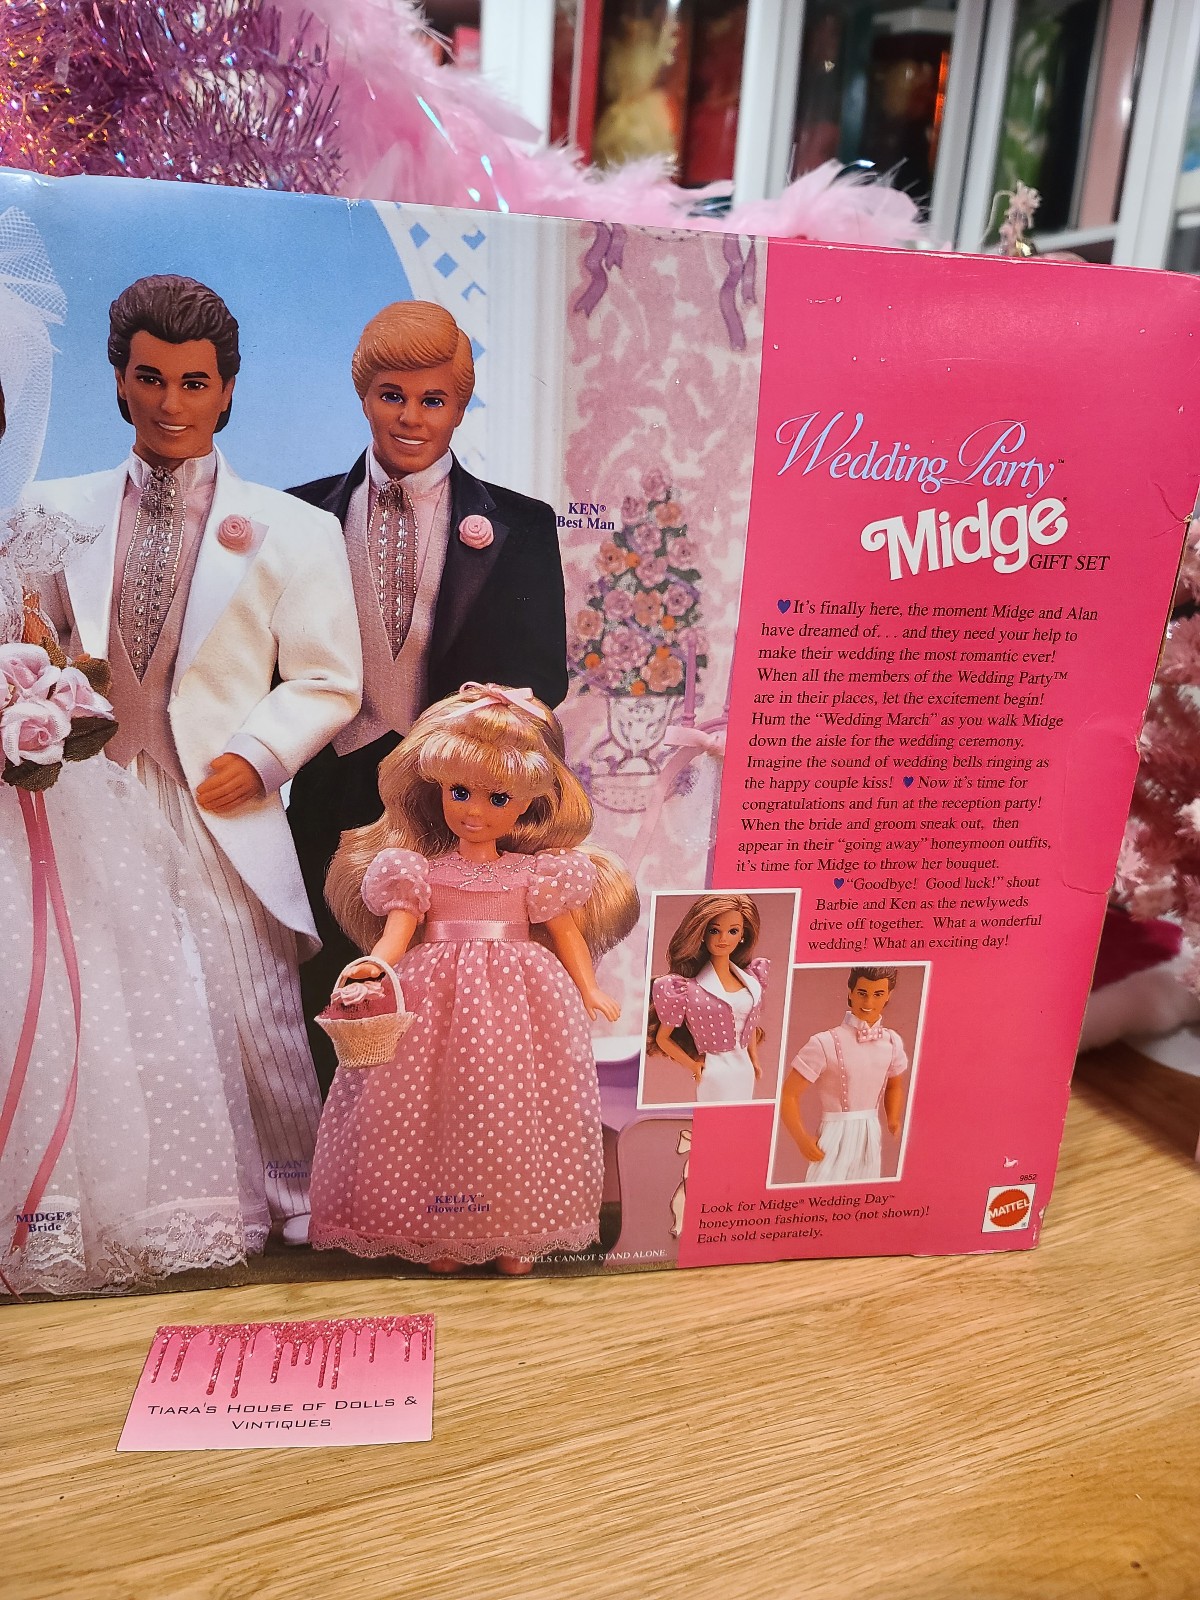 KEN®
Best Man
Wedding Party™
Midge®
GIFT SET
It's finally here, the moment Midge and Alan
have dreamed of. . . and they need your help to
make their wedding the most romantic ever!
When all the members of the Wedding Party™
are in their places, let the excitement begin!
Hum the "Wedding March" as you walk Midge
down the aisle for the wedding ceremony.
Imagine the sound of wedding bells ringing as
the happy couple kiss! ♥ Now it's time for
congratulations and fun at the reception party!
When the bride and groom sneak out, then
appear in their "going away" honeymoon outfits,
it's time for Midge to throw her bouquet.
♥"Goodbye! Good luck!" shout
Barbie and Ken as the newlyweds
drive off together. What a wonderful
wedding! What an exciting day!
ALAN™
Groom
KELLY™
Flower Girl
MIDGE®
Bride
DOLLS CANNOT STAND ALONE.
Look for Midge® Wedding Day™
honeymoon fashions, too (not shown)!
Each sold separately.
9852
MATTEL
®
TIARA'S HOUSE OF DOLLS &
VINTIQUES